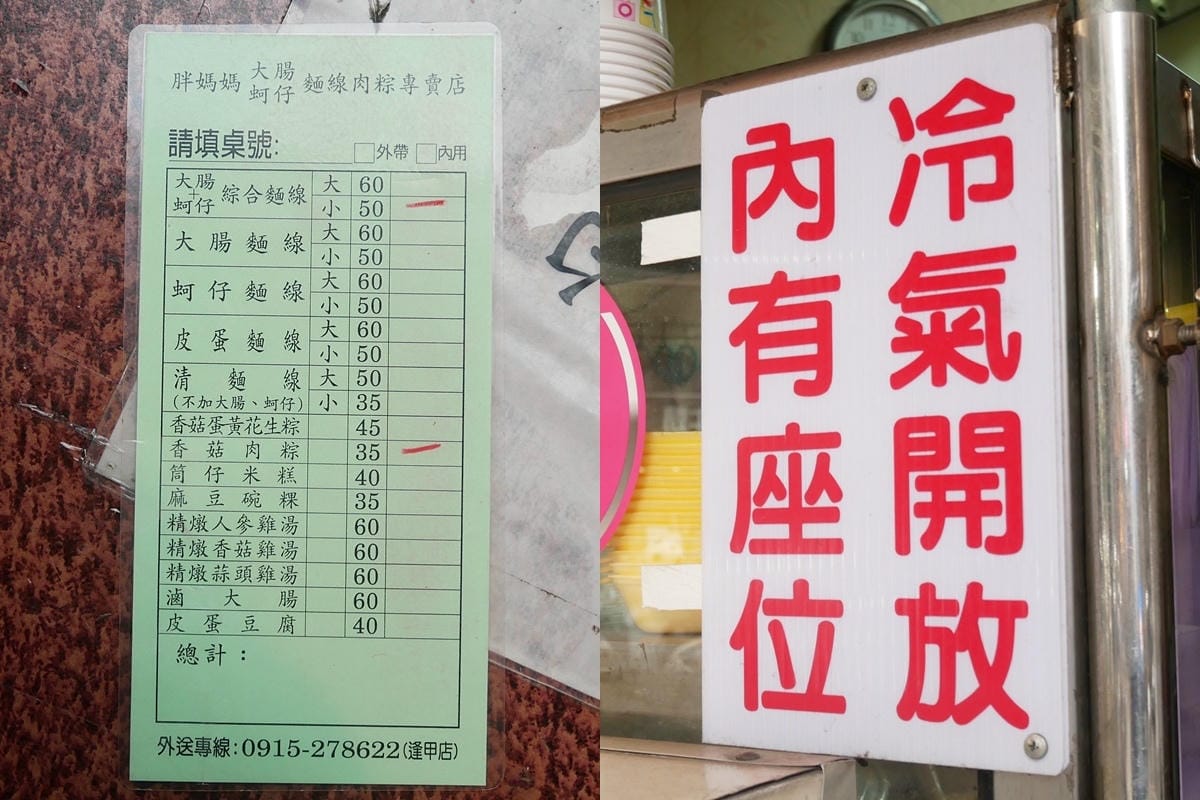 胖媽媽 大腸 蚵仔 麵線肉粽專賣店
請填桌號: 外帶 內用
大腸+蚵仔 綜合麵線 大 60
小 50
大腸麵線 大 60
小 50
蚵仔麵線 大 60
小 50
皮蛋麵線 大 60
小 50
清麵線 大 50
(不加大腸、蚵仔) 小 35
香菇蛋黃花生粽 45
香菇肉粽 35
筒仔米糕 40
麻豆碗粿 35
精燉人參雞湯 60
精燉香菇雞湯 60
精燉蒜頭雞湯 60
滷大腸 60
皮蛋豆腐 40
總計：
外送專線:0915-278622(逢甲店)
冷氣開放
內有座位